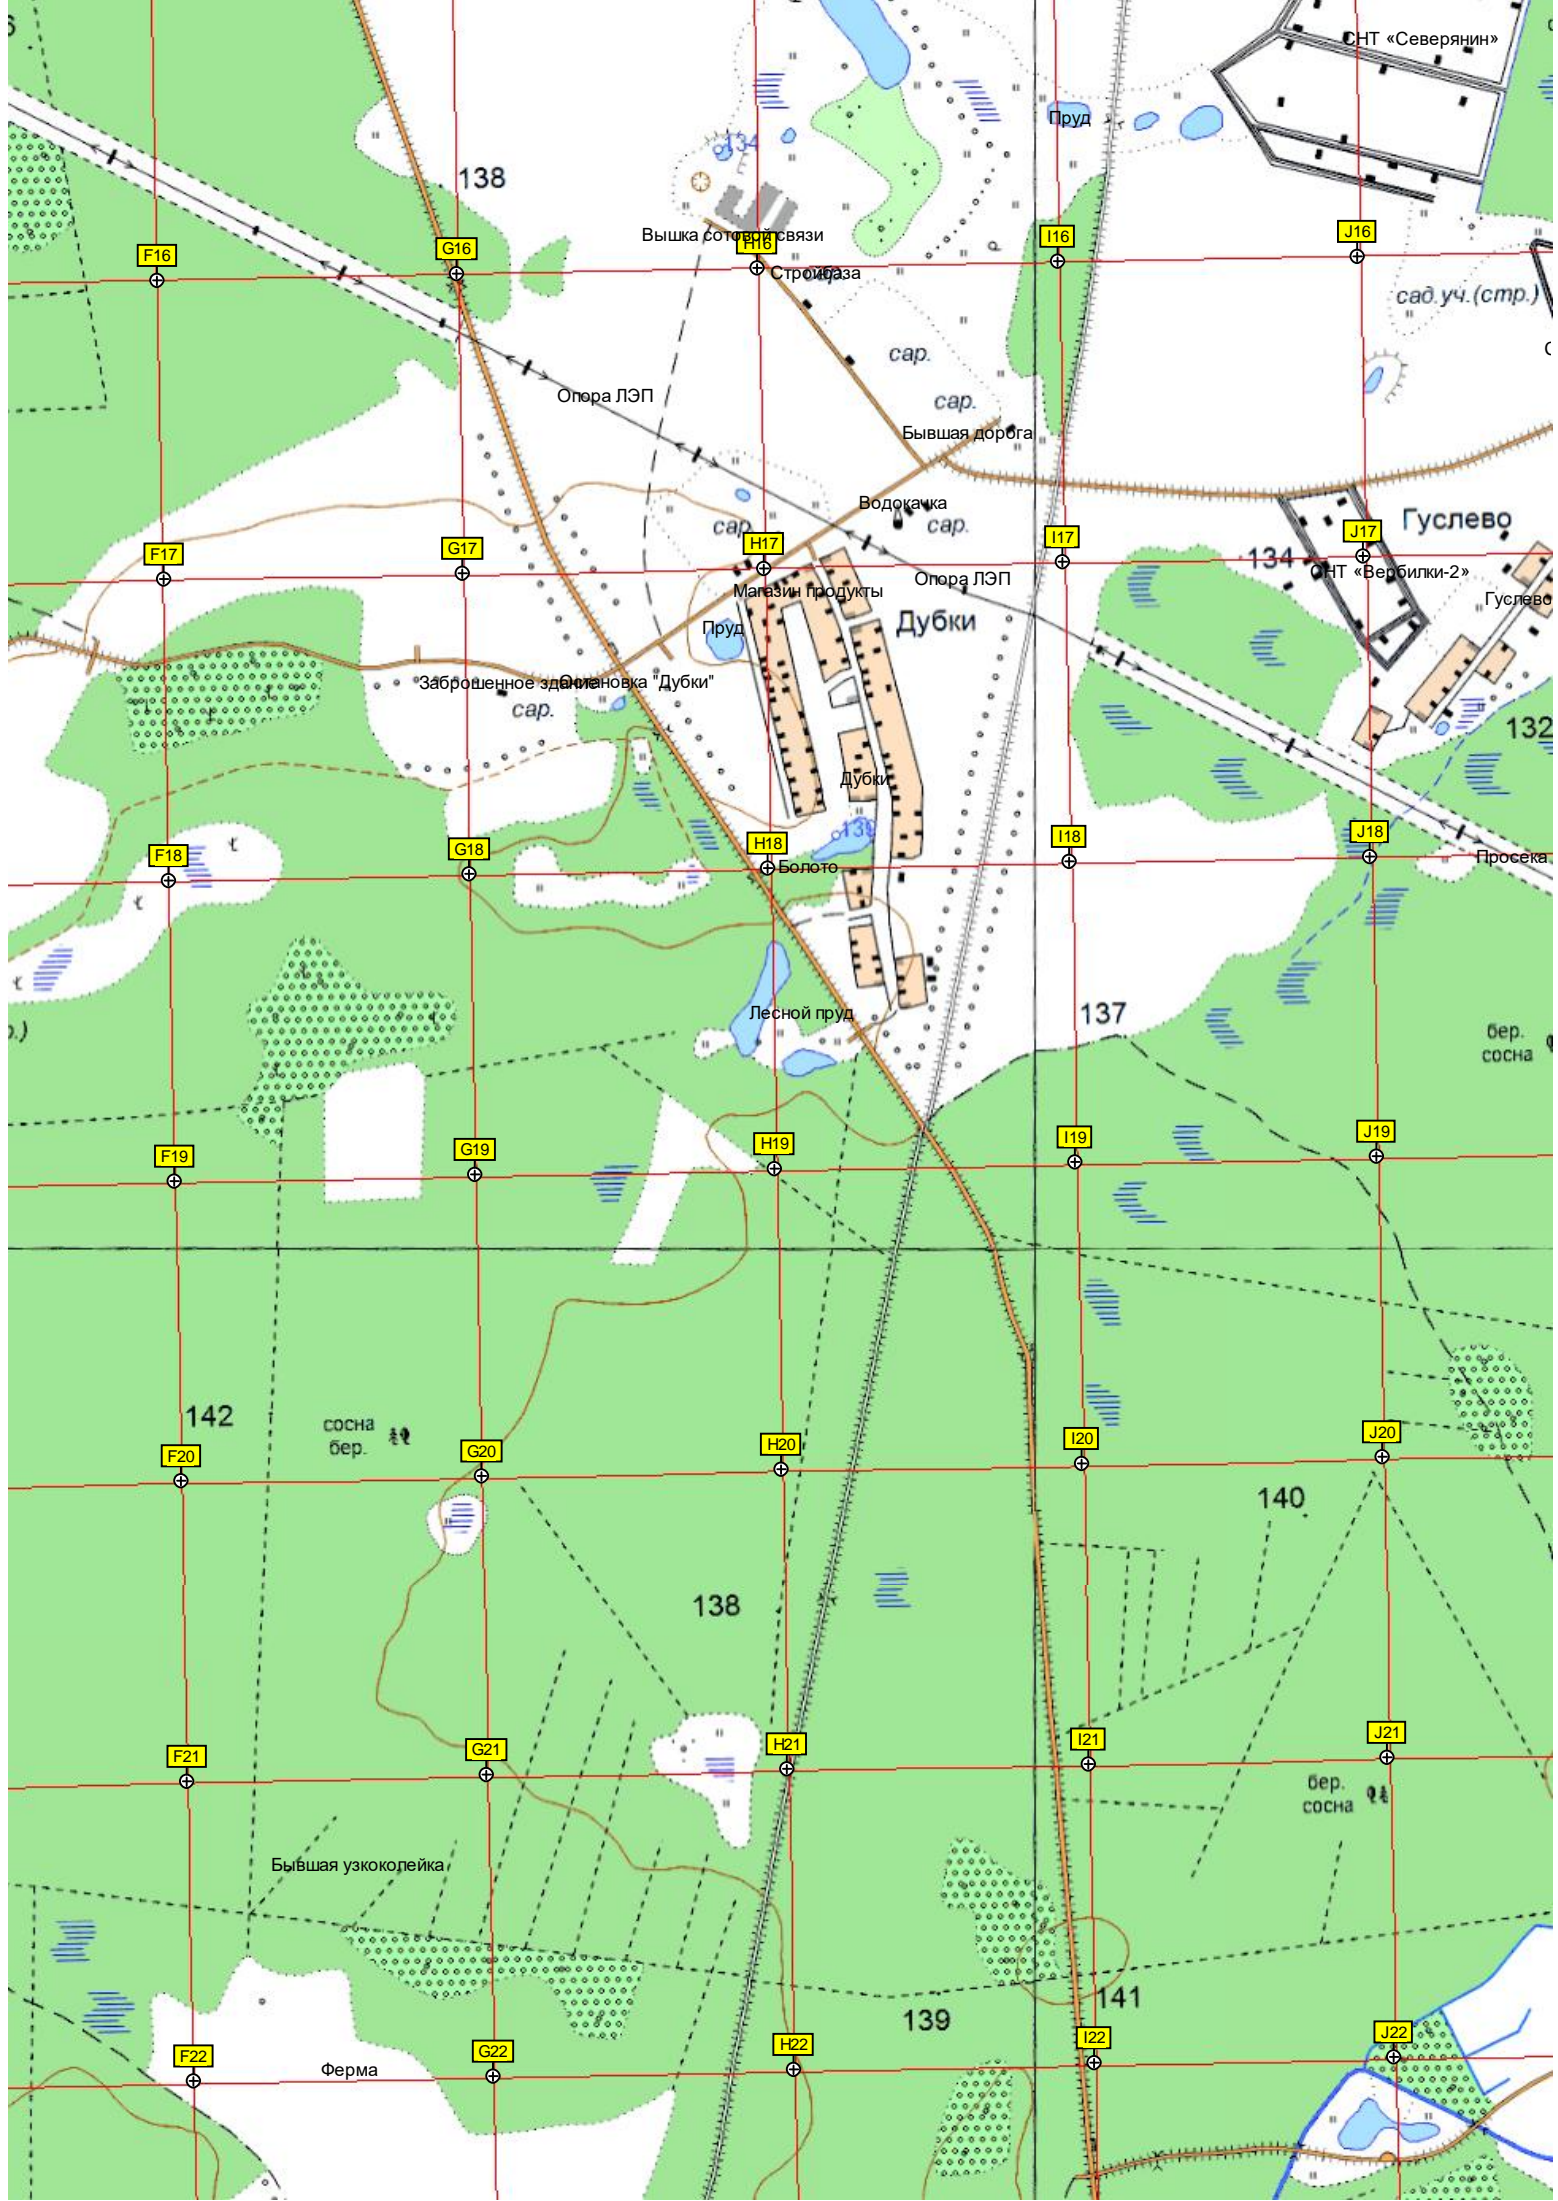 СНТ «Северянин»
Пруд
134
138
Вышка сотовой связи
F16
G16
H16
I16
J16
Стройбаза
сар.
сад.уч.(стр.)
сар.
Опора ЛЭП
сар.
Бывшая дорога
Водокачка
сар.
сар.
Гуслево
F17
G17
H17
I17
J17
134
СНТ «Вербилки-2»
Опора ЛЭП
Магазин продукты
Гуслево
Дубки
Пруд
Заброшенное здание
Остановка "Дубки"
сар.
132
Дубки
139
F18
G18
H18
I18
J18
Болото
Просека
Лесной пруд
137
бер.
сосна
F19
G19
H19
I19
J19
142
сосна
бер.
F20
G20
H20
I20
J20
140
138
F21
G21
H21
I21
J21
бер.
сосна
Бывшая узкоколейка
141
139
F22
G22
H22
I22
J22
Ферма